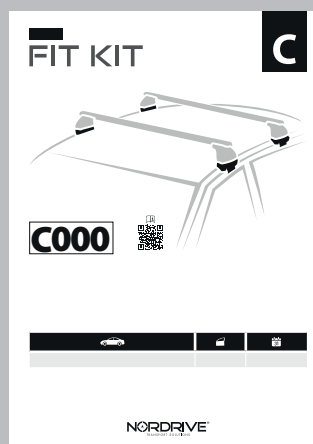 C
FIT KIT
C000
NORDRIVE
TRANSPORT SOLUTIONS